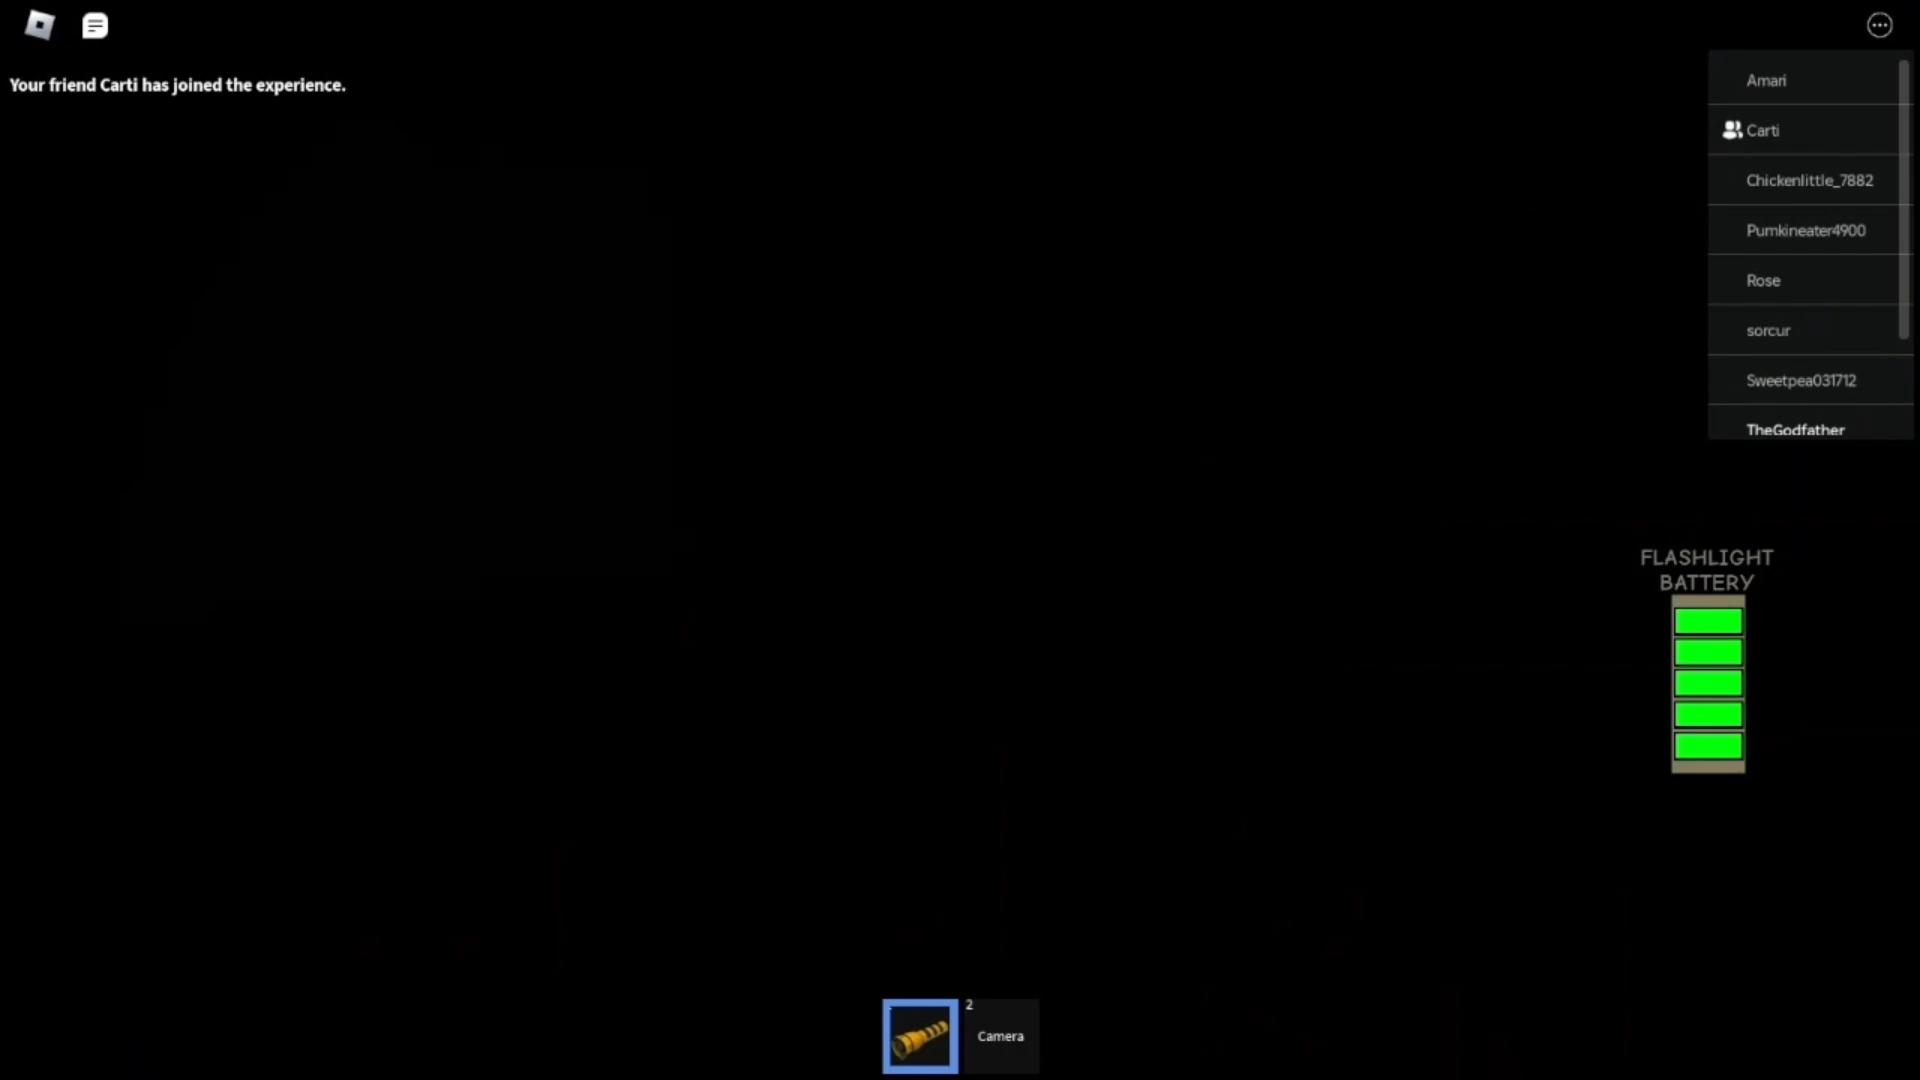 Your friend Carti has joined the experience.
Amari
Carti
Chickenlittle_7882
Pumkineater4900
Rose
sorcur
Sweetpea031712
TheGodfather
FLASHLIGHT
BATTERY
2
Camera